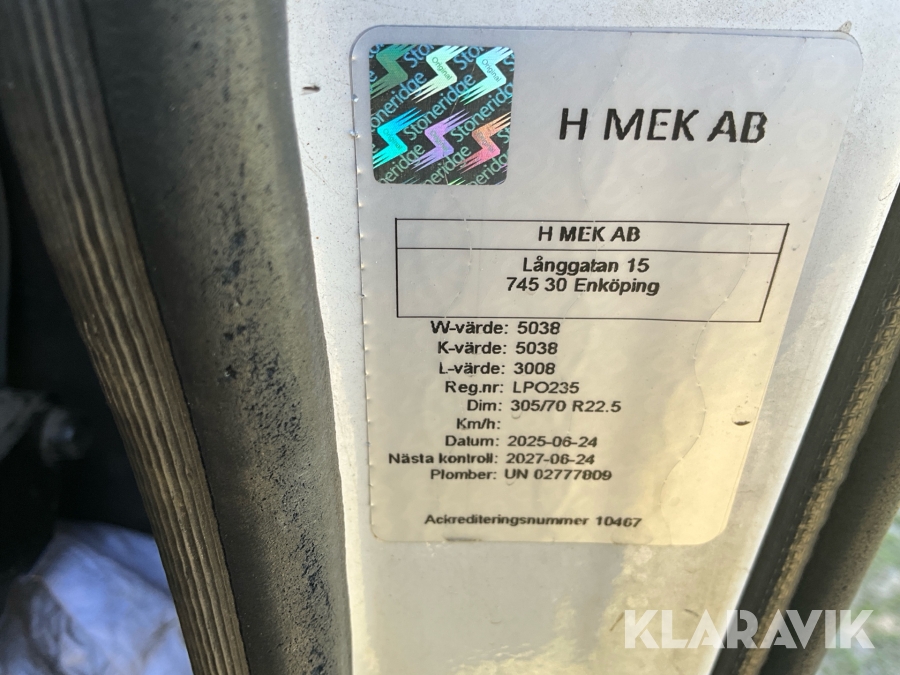 Stoneridge
Original
H MEK AB
H MEK AB
Långgatan 15
745 30 Enköping
W-värde: 5038
K-värde: 5038
L-värde: 3008
Reg.nr: LPO235
Dim: 305/70 R22.5
Km/h:
Datum: 2025-06-24
Nästa kontroll: 2027-06-24
Plomber: UN 02777809
Ackrediteringsnummer 10467
KLARAVIK